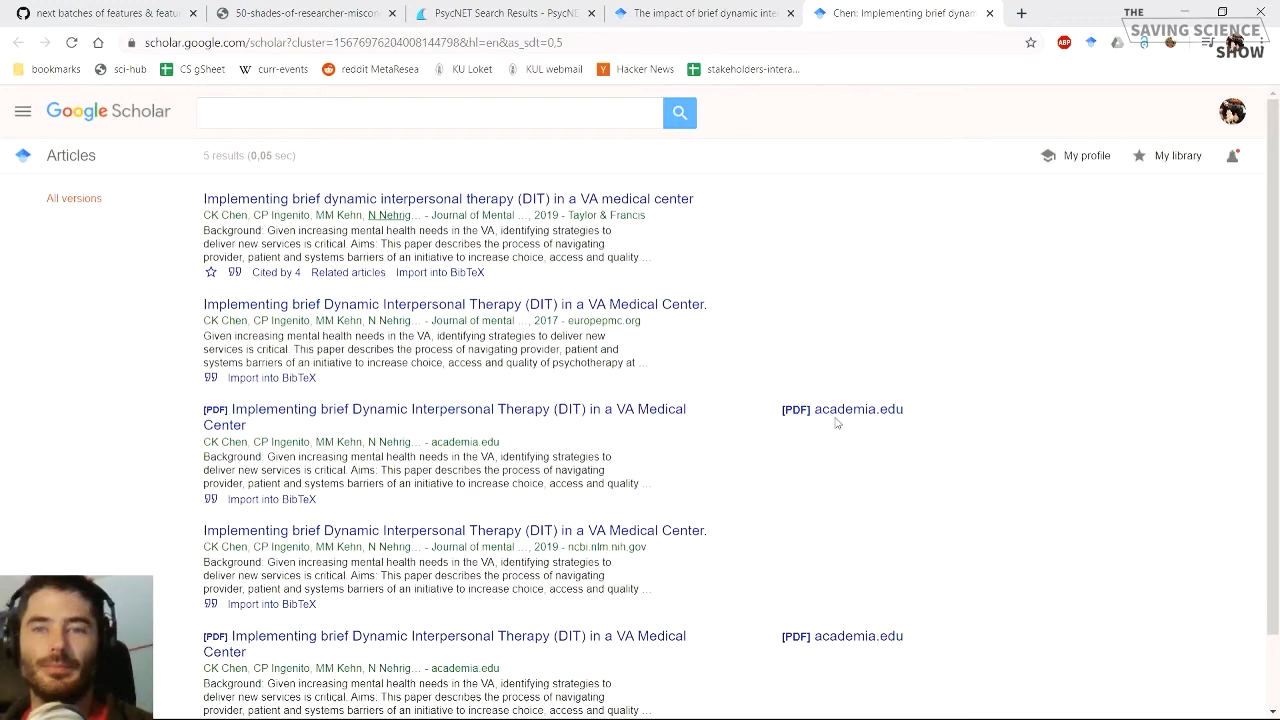 next batches of features & featu
50-shades-of-researcher-miscon
PsycNET Search Results - PsycNE
The impact of brief dynamic inte
Chen: Implementing brief dynam
THE
SAVING SCIENCE
SHOW
bookmarks
sci-hub
CS gSheet
curr-events
reddit MetaResea
KU Loket
KUL webmail
Hacker News
stakeholders-intera...
Google Scholar
Articles
5 results (0,05 sec)
My profile
My library
All versions
Implementing brief dynamic interpersonal therapy (DIT) in a VA medical center
CK Chen, CP Ingenito, MM Kehn, N Nehrig... - Journal of Mental ..., 2019 - Taylor & Francis
Background: Given increasing mental health needs in the VA, identifying strategies to
deliver new services is critical. Aims: This paper describes the process of navigating
provider, patient and systems barriers of an initiative to increase choice, access and quality ...
Cited by 4 Related articles Import into BibTeX
Implementing brief Dynamic Interpersonal Therapy (DIT) in a VA Medical Center.
CK Chen, CP Ingenito, MM Kehn, N Nehrig... - Journal of mental ..., 2017 - europepmc.org
Given increasing mental health needs in the VA, identifying strategies to deliver new
services is critical. This paper describes the process of navigating provider, patient and
systems barriers of an initiative to increase choice, access and quality of psychotherapy at ...
Import into BibTeX
[PDF] Implementing brief Dynamic Interpersonal Therapy (DIT) in a VA Medical
Center
[PDF] academia.edu
CK Chen, CP Ingenito, MM Kehn, N Nehrig... - academia.edu
Background: Given increasing mental health needs in the VA, identifying strategies to
deliver new services is critical. Aims: This paper describes the process of navigating
provider, patient and systems barriers of an initiative to increase choice, access and quality ...
Import into BibTeX
Implementing brief Dynamic Interpersonal Therapy (DIT) in a VA Medical Center.
CK Chen, CP Ingenito, MM Kehn, N Nehrig... - Journal of mental ..., 2019 - ncbi.nlm.nih.gov
Background: Given increasing mental health needs in the VA, identifying strategies to
deliver new services is critical. Aims: This paper describes the process of navigating
provider, patient and systems barriers of an initiative to increase choice, access and quality ...
Import into BibTeX
[PDF] Implementing brief Dynamic Interpersonal Therapy (DIT) in a VA Medical
Center
[PDF] academia.edu
CK Chen, CP Ingenito, MM Kehn, N Nehrig... - academia.edu
Background: Given increasing mental health needs in the VA, identifying strategies to
deliver new services is critical. Aims: This paper describes the process of navigating
provider, patient and systems barriers of an initiative to increase choice, access and quality ...